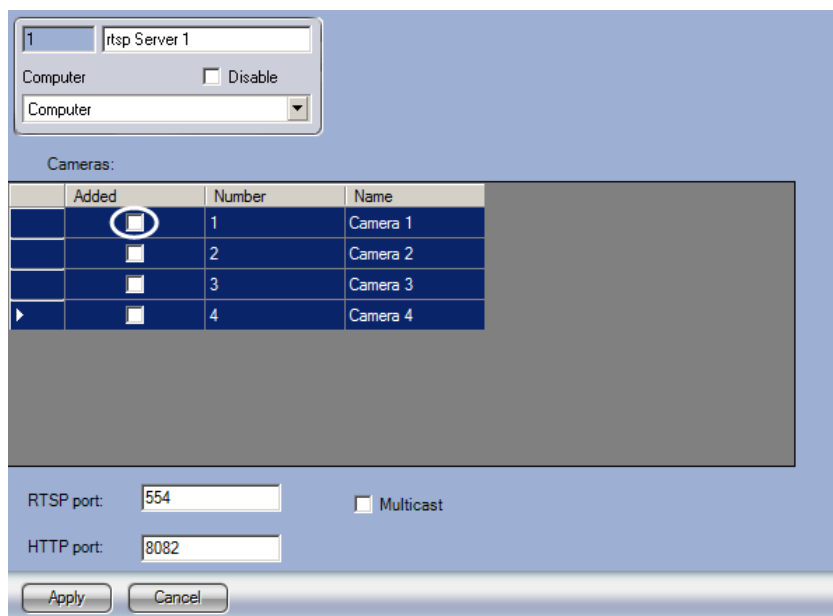 1 rtsp Server 1
Computer Disable
Computer
Cameras:
Added Number Name
1 Camera 1
2 Camera 2
3 Camera 3
4 Camera 4
RTSP port: 554 Multicast
HTTP port: 8082
Apply Cancel